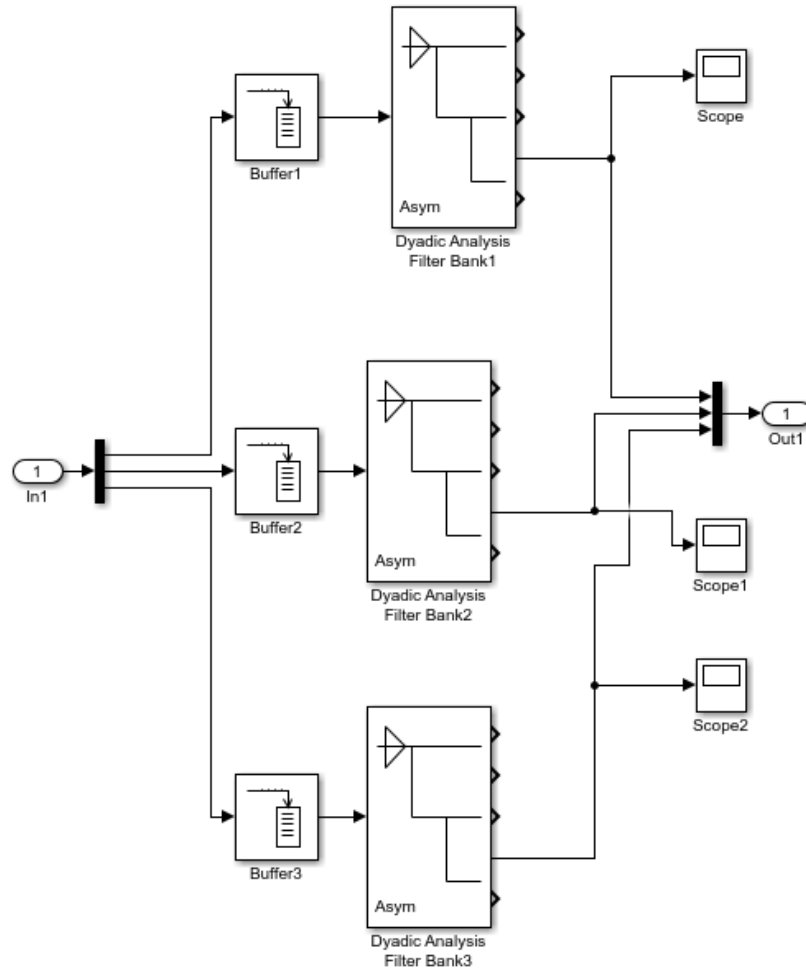 Scope
Buffer1
Asym
Dyadic Analysis
Filter Bank1
1
In1
Buffer2
Asym
Dyadic Analysis
Filter Bank2
1
Out1
Scope1
Scope2
Buffer3
Asym
Dyadic Analysis
Filter Bank3